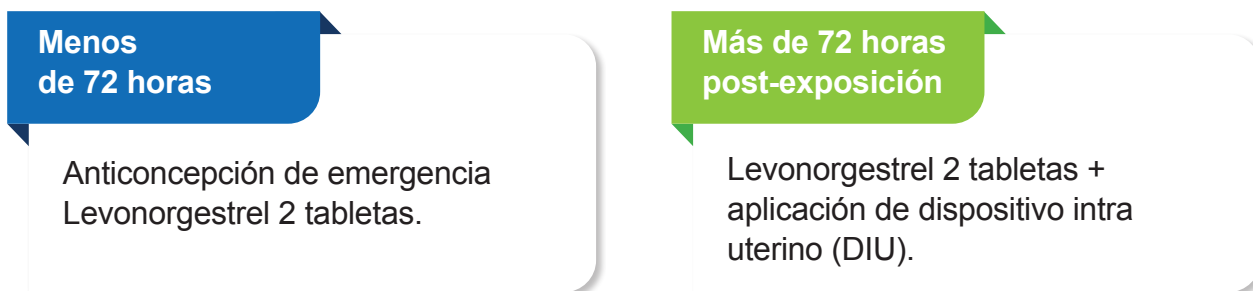 Menos
de 72 horas
Anticoncepción de emergencia
Levonorgestrel 2 tabletas.
Más de 72 horas
post-exposición
Levonorgestrel 2 tabletas +
aplicación de dispositivo intra
uterino (DIU).